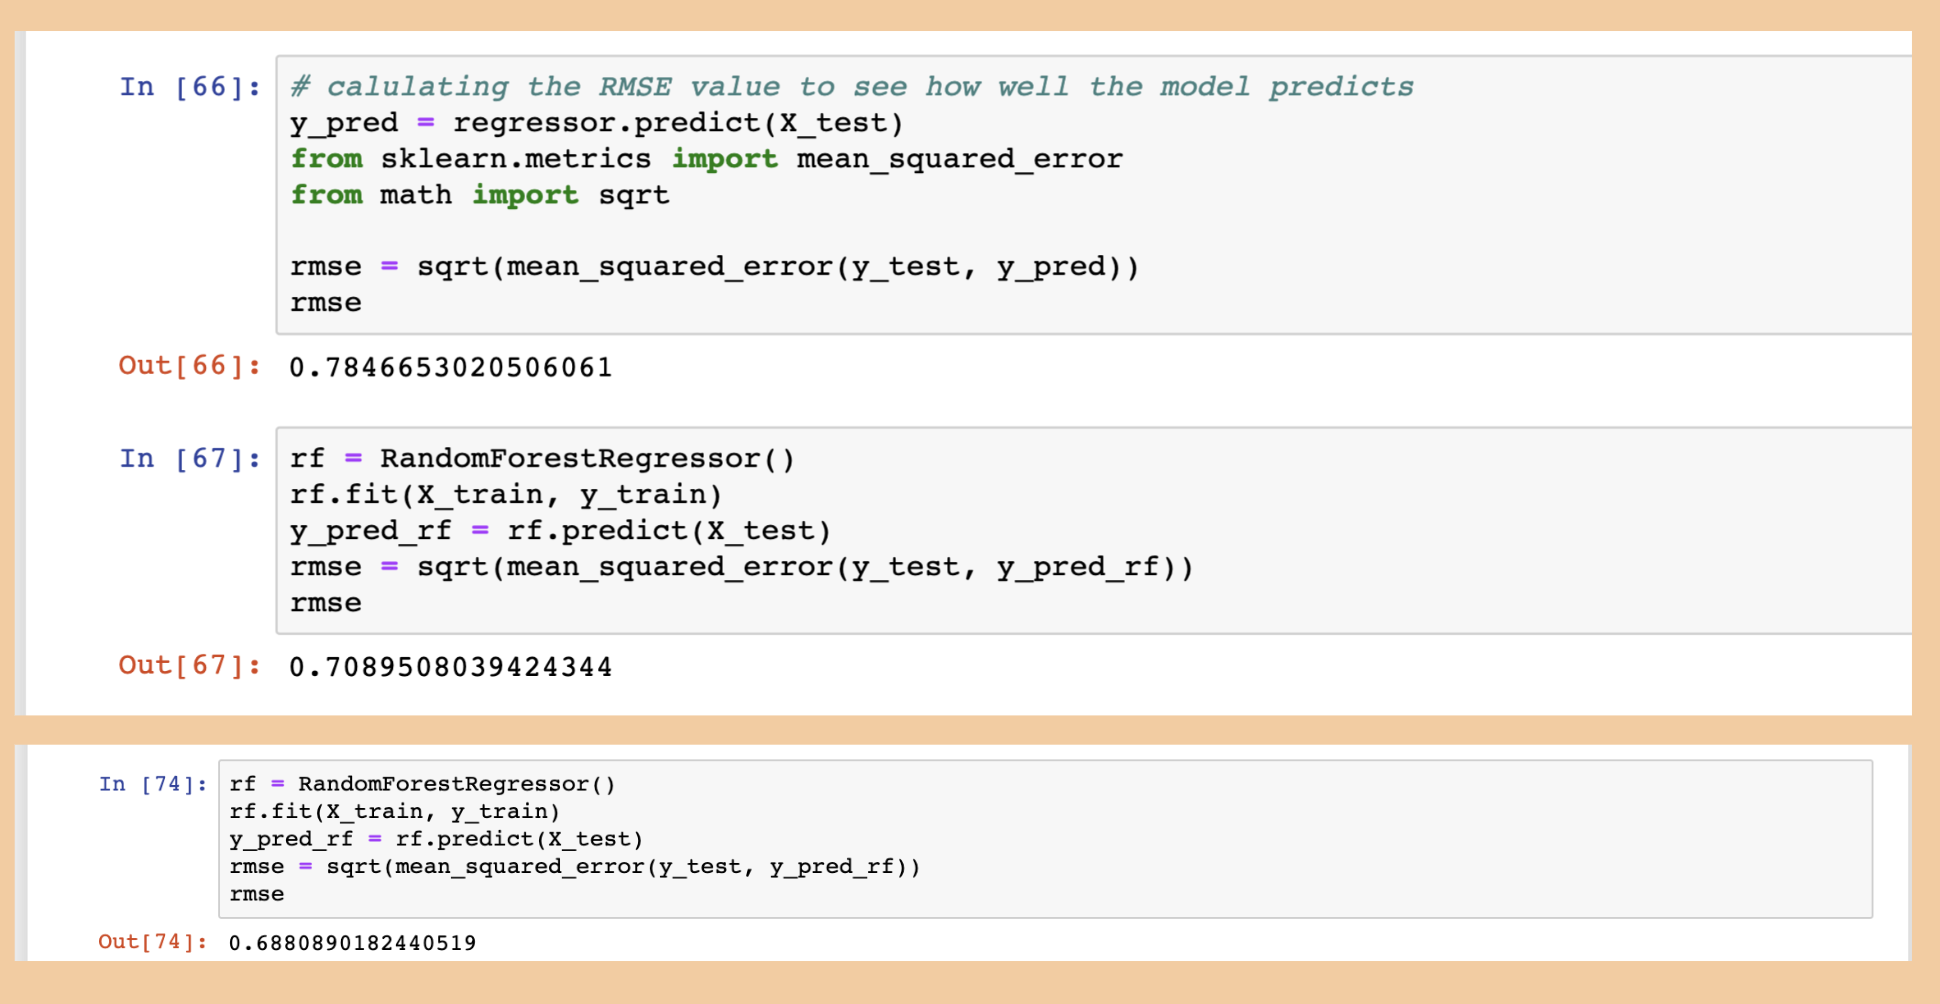 In [66]: # calulating the RMSE value to see how well the model predicts
y_pred = regressor.predict(X_test)
from sklearn.metrics import mean_squared_error
from math import sqrt
rmse = sqrt(mean_squared_error(y_test, y_pred))
rmse
Out[66]: 0.7846653020506061
In [67]: rf = RandomForestRegressor()
rf.fit(X_train, y_train)
y_pred_rf = rf.predict(X_test)
rmse = sqrt(mean_squared_error(y_test, y_pred_rf))
rmse
Out[67]: 0.7089508039424344
In [74]: rf = RandomForestRegressor()
rf.fit(X_train, y_train)
y_pred_rf = rf.predict(X_test)
rmse = sqrt(mean_squared_error(y_test, y_pred_rf))
rmse
Out[74]: 0.6880890182440519